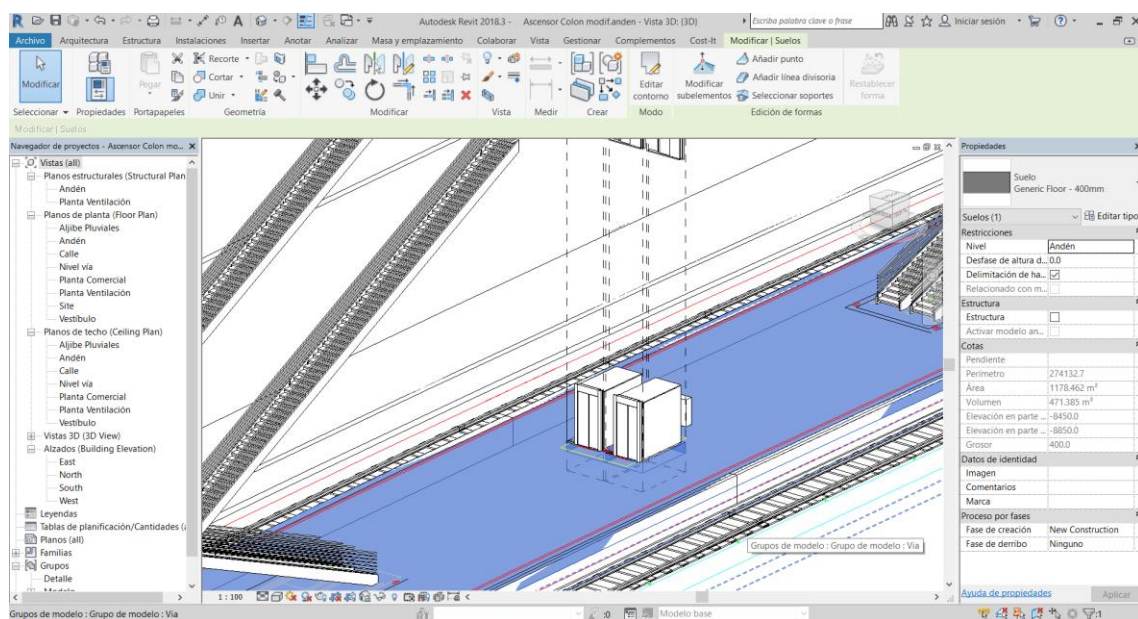 Autodesk Revit 2018.3 - Ascensor Colon modif.anden - Vista 3D: {3D}
Escriba palabra clave o frase
Iniciar sesión
Archivo Arquitectura Estructura Instalaciones Insertar Anotar Analizar Masa y emplazamiento Colaborar Vista Gestionar Complementos Cost-It Modificar | Suelos
Modificar
Pegar
Recorte
Cortar
Unir
Editar contorno
Modificar subelementos
Añadir punto
Añadir línea divisoria
Seleccionar soportes
Restablecer forma
Seleccionar Propiedades Portapapeles Geometría Modificar Vista Medir Crear Modo Edición de formas
Modificar | Suelos
Navegador de proyectos - Ascensor Colon mo...
Vistas (all)
Planos estructurales (Structural Plan
Andén
Planta Ventilación
Planos de planta (Floor Plan)
Aljibe Pluviales
Andén
Calle
Nivel vía
Planta Comercial
Planta Ventilación
Site
Vestíbulo
Planos de techo (Ceiling Plan)
Aljibe Pluviales
Andén
Calle
Nivel vía
Planta Comercial
Planta Ventilación
Vestíbulo
Vistas 3D (3D View)
Alzados (Building Elevation)
East
North
South
West
Leyendas
Tablas de planificación/Cantidades (
Planos (all)
Familias
Grupos
Detalle
Grupos de modelo : Grupo de modelo : Via
1 : 100
Propiedades
Suelo
Generic Floor - 400mm
Suelos (1) Editar tipo
Restricciones
Nivel Andén
Desfase de altura d... 0.0
Delimitación de ha...
Relacionado con m...
Estructura
Estructura
Activar modelo an...
Cotas
Pendiente
Perímetro 274132.7
Área 1178.462 m²
Volumen 471.385 m³
Elevación en parte ... -8450.0
Elevación en parte ... -8850.0
Grosor 400.0
Datos de identidad
Imagen
Comentarios
Marca
Proceso por fases
Fase de creación New Construction
Fase de derribo Ninguno
Ayuda de propiedades Aplicar
Grupos de modelo : Grupo de modelo : Via
:0 Modelo base
:1